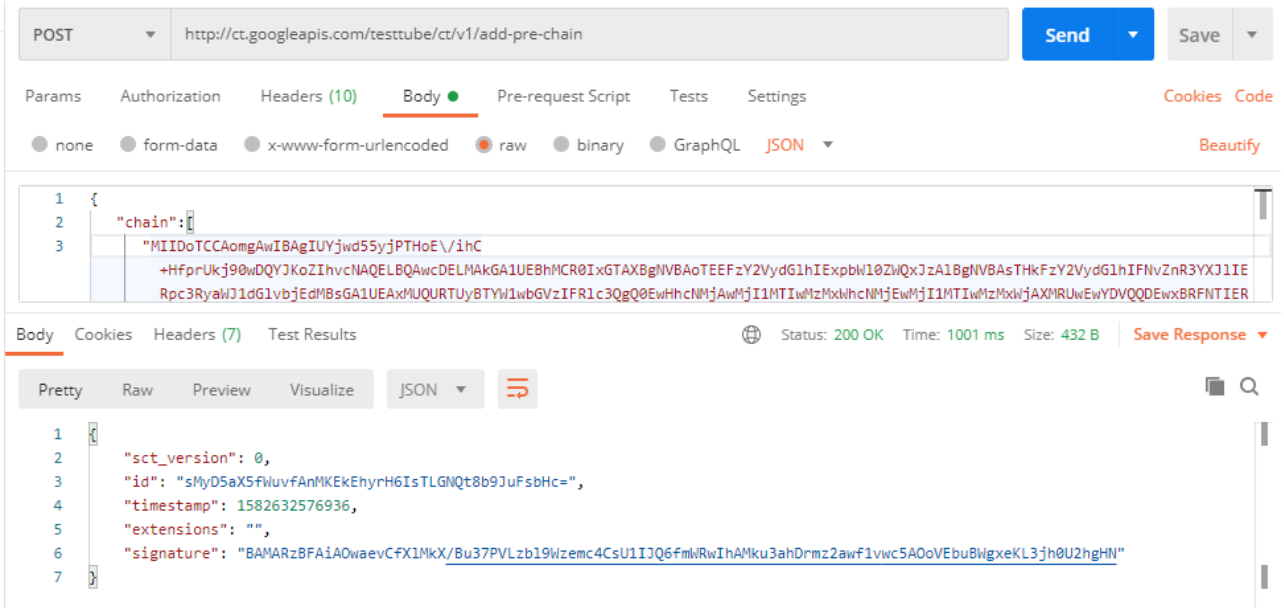 POST http://ct.googleapis.com/testtube/ct/v1/add-pre-chain Send Save
Params Authorization Headers (10) Body Pre-request Script Tests Settings Cookies Code
none form-data x-www-form-urlencoded raw binary GraphQL JSON Beautify
1 {
2 "chain":[
3 "MIIDoTCCAomgAwIBAgIUYjwd55yjPTHoE\/ihC
+HfprUkj90wDQYJKoZIhvcNAQELBQAwcDELMAkGA1UEBhMCR0IxGTAXBgNVBAoTEEFzY2VydGlhIExpbWl0ZWQxJzAlBgNVBAsTHkFzY2VydGlhIFNvZnR3YXJlIE
Rpc3RyaWJ1dGlvbjEdMBsGA1UEAxMUQURTUyBTYW1wbGVzIFRlc3QgQ0EwHhcNMjAwMjI1MTIwMzMxWhcNMjEwMjI1MTIwMzMxWjAXMRUwEwYDVQQDEwxBRFNTIER
Body Cookies Headers (7) Test Results Status: 200 OK Time: 1001 ms Size: 432 B Save Response
Pretty Raw Preview Visualize JSON
1 {
2 "sct_version": 0,
3 "id": "sMyD5aX5fWuvfAnMKEkEhyrH6IsTLGNQt8b9JuFsbHc=",
4 "timestamp": 1582632576936,
5 "extensions": "",
6 "signature": "BAMARzBFAiAOwaevCfXlMkX/Bu37PVLzbl9Wzemc4CsU1IJQ6fmWRwIhAMku3ahDrmz2awf1vwc5AOoVEbuBWgxeKL3jh0U2hgHN"
7 }